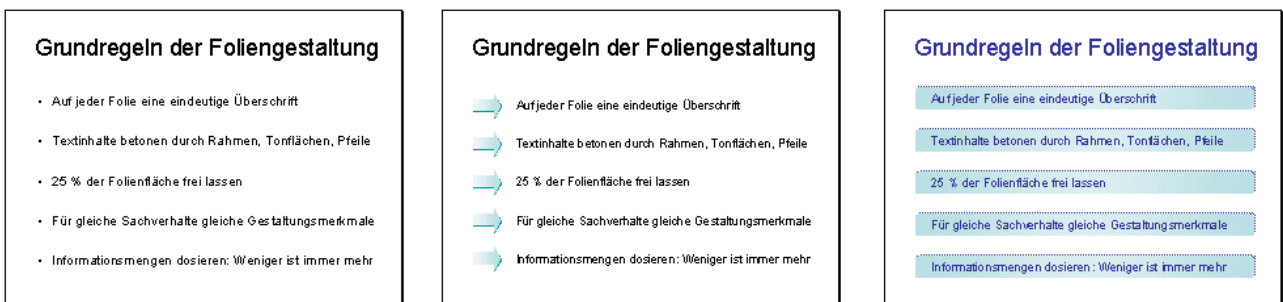 Grundregeln der Foliengestaltung
• Auf jeder Folie eine eindeutige Überschrift
• Textinhalte betonen durch Rahmen, Tonflächen, Pfeile
• 25 % der Folienfläche frei lassen
• Für gleiche Sachverhalte gleiche Gestaltungsmerkmale
• Informationsmengen dosieren: Weniger ist immer mehr
Grundregeln der Foliengestaltung
Auf jeder Folie eine eindeutige Überschrift
Textinhalte betonen durch Rahmen, Tonflächen, Pfeile
25 % der Folienfläche frei lassen
Für gleiche Sachverhalte gleiche Gestaltungsmerkmale
Informationsmengen dosieren: Weniger ist immer mehr
Grundregeln der Foliengestaltung
Auf jeder Folie eine eindeutige Überschrift
Textinhalte betonen durch Rahmen, Tonflächen, Pfeile
25 % der Folienfläche frei lassen
Für gleiche Sachverhalte gleiche Gestaltungsmerkmale
Informationsmengen dosieren: Weniger ist immer mehr